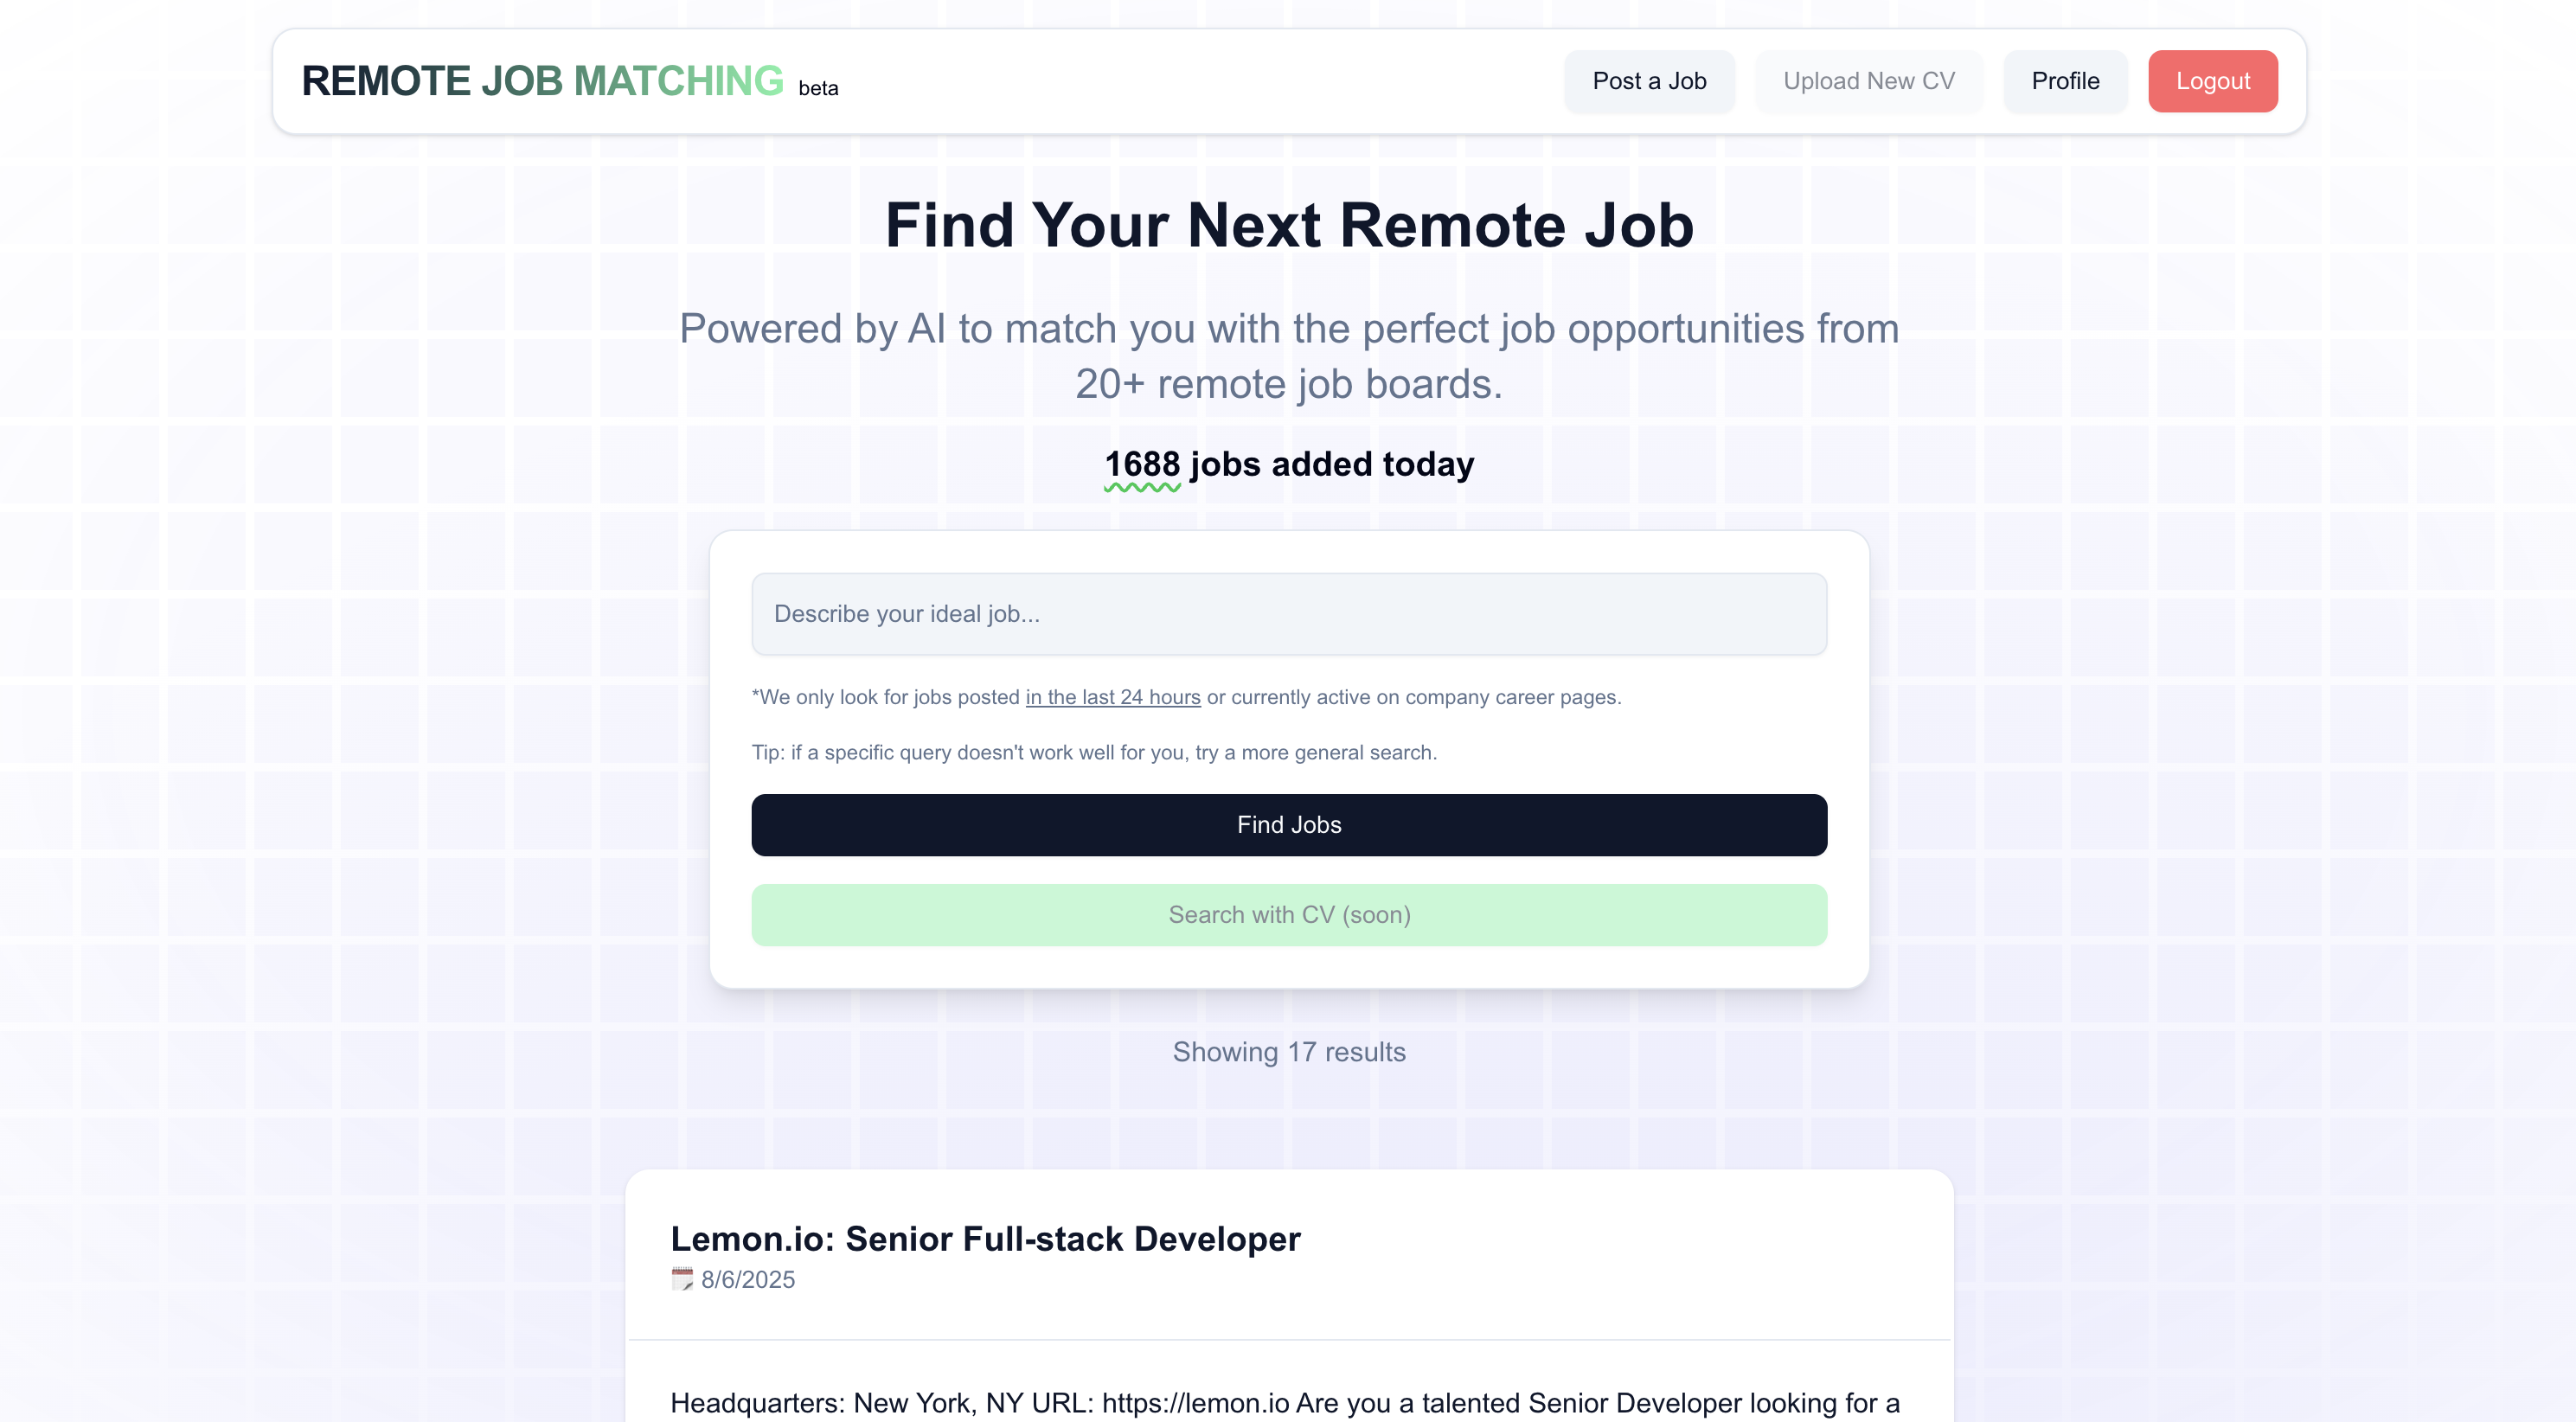 REMOTE JOB MATCHING beta
Post a Job
Upload New CV
Profile
Logout
Find Your Next Remote Job
Powered by AI to match you with the perfect job opportunities from
20+ remote job boards.
1688 jobs added today
Describe your ideal job...
*We only look for jobs posted in the last 24 hours or currently active on company career pages.
Tip: if a specific query doesn't work well for you, try a more general search.
Find Jobs
Search with CV (soon)
Showing 17 results
Lemon.io: Senior Full-stack Developer
8/6/2025
Headquarters: New York, NY URL: https://lemon.io Are you a talented Senior Developer looking for a